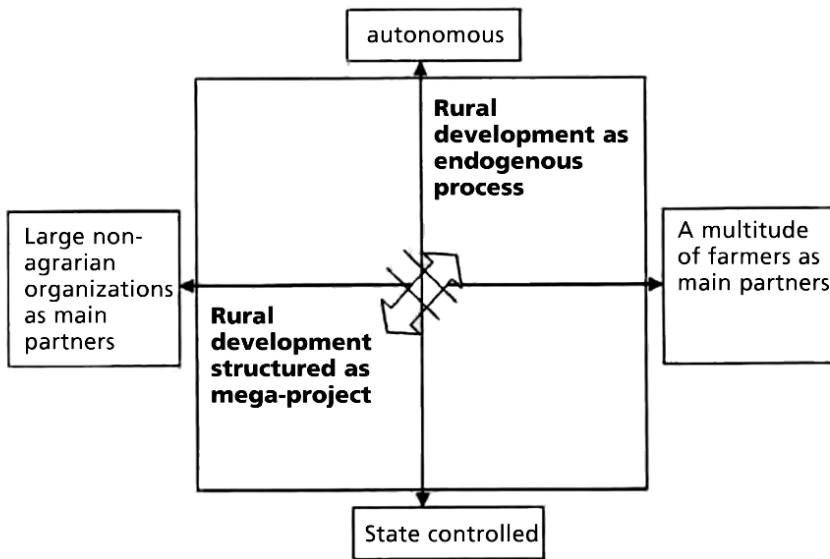 autonomous
Rural
development as
endogenous
process
Large non-
agrarian
organizations
as main
partners
A multitude
of farmers as
main partners
Rural
development
structured as
mega-project
State controlled